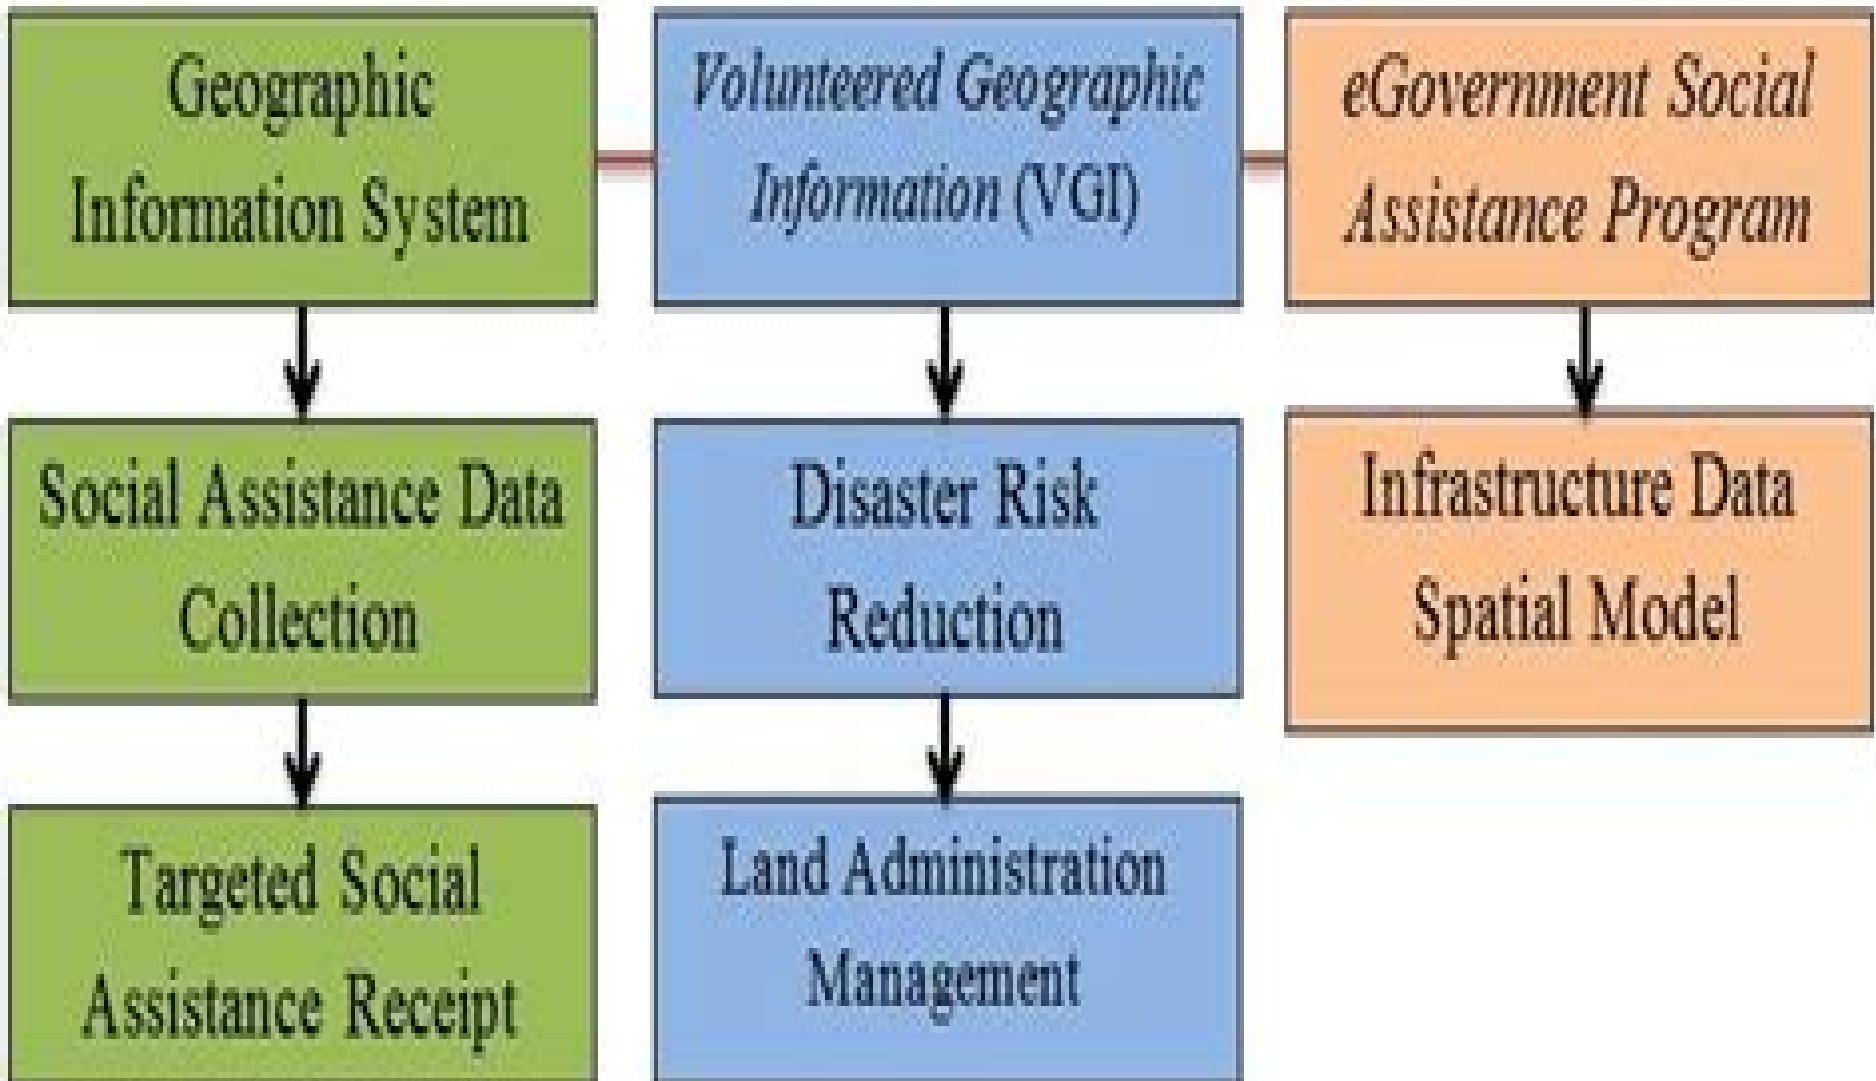 Geographic
Information System
Volunteered Geographic
Information (VGI)
eGovernment Social
Assistance Program
Social Assistance Data
Collection
Disaster Risk
Reduction
Infrastructure Data
Spatial Model
Targeted Social
Assistance Receipt
Land Administration
Management